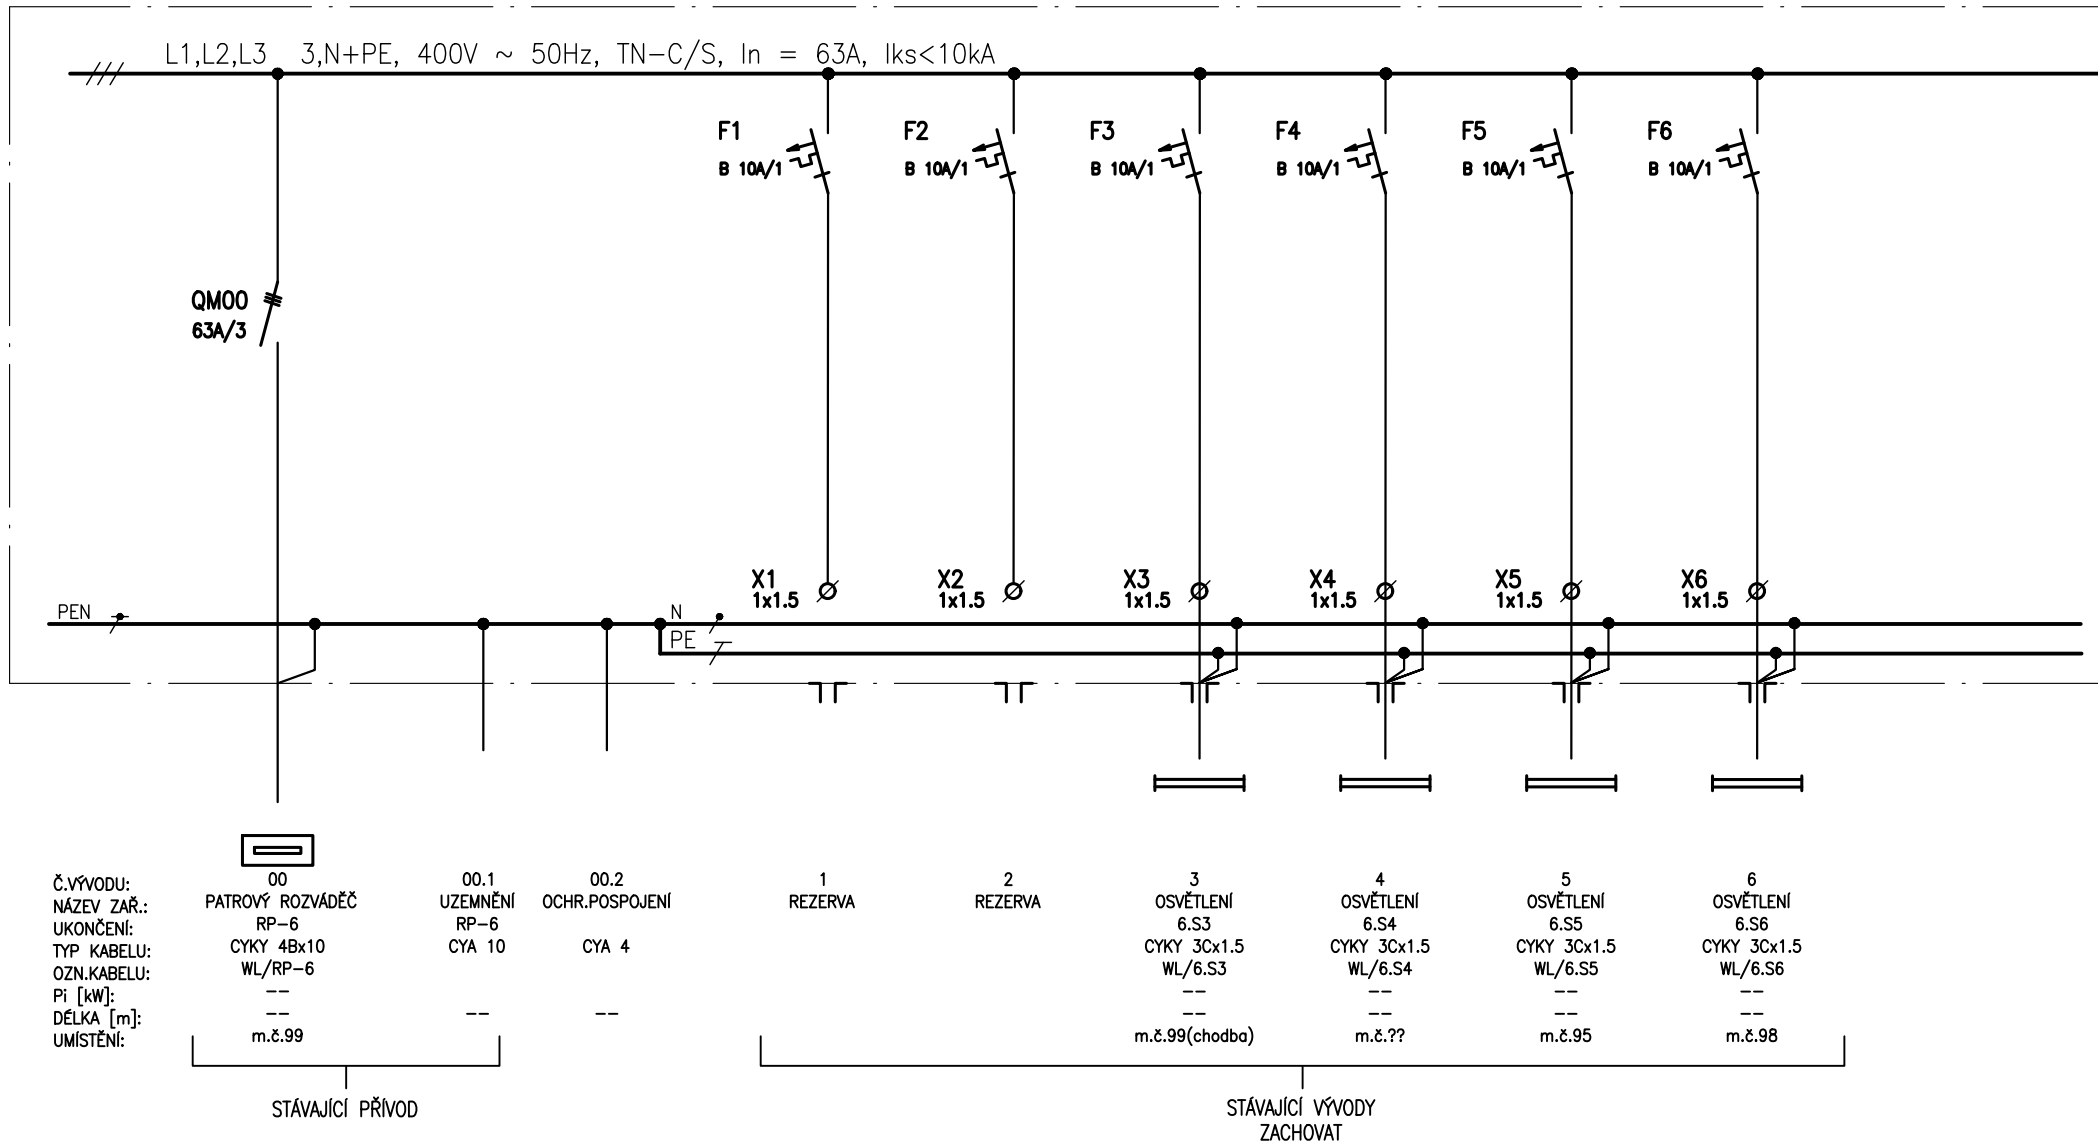 L1,L2,L3 3,N+PE, 400V ~ 50Hz, TN-C/S, In = 63A, Iks<10kA
F1 F2 F3 F4 F5 F6
B 10A/1 B 10A/1 B 10A/1 B 10A/1 B 10A/1 B 10A/1
QM00
63A/3
X1 X2 X3 X4 X5 X6
1x1.5 1x1.5 1x1.5 1x1.5 1x1.5 1x1.5
PEN N
PE
Č.VÝVODU: 00 00.1 00.2 1 2 3 4 5 6
NÁZEV ZAŘ.: PATROVÝ ROZVÁDĚČ UZEMNĚNÍ OCHR.POSPOJENÍ REZERVA REZERVA OSVĚTLENÍ OSVĚTLENÍ OSVĚTLENÍ OSVĚTLENÍ
UKONČENÍ: RP-6 RP-6 6.S3 6.S4 6.S5 6.S6
TYP KABELU: CYKY 4Bx10 CYA 10 CYA 4 CYKY 3Cx1.5 CYKY 3Cx1.5 CYKY 3Cx1.5 CYKY 3Cx1.5
OZN.KABELU: WL/RP-6 WL/6.S3 WL/6.S4 WL/6.S5 WL/6.S6
Pi [kW]: -- -- -- -- --
DÉLKA [m]: -- -- -- -- -- -- --
UMÍSTĚNÍ: m.č.99 m.č.99(chodba) m.č.?? m.č.95 m.č.98
STÁVAJÍCÍ PŘÍVOD STÁVAJÍCÍ VÝVODY
ZACHOVAT